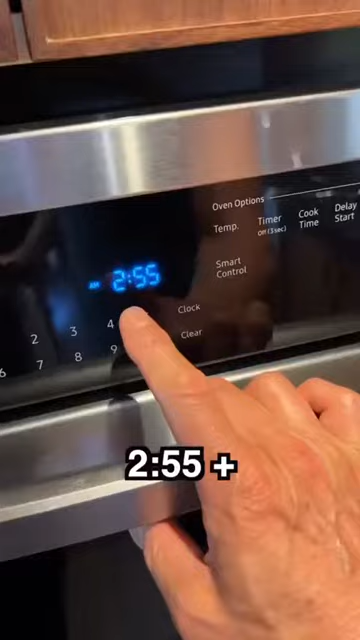 Oven Options
Temp.
Timer
Off (3 sec)
Cook
Time
Delay
Start
AM 2:55
Smart
Control
Clock
Clear
2 3 4
6 7 8 9
2:55 +